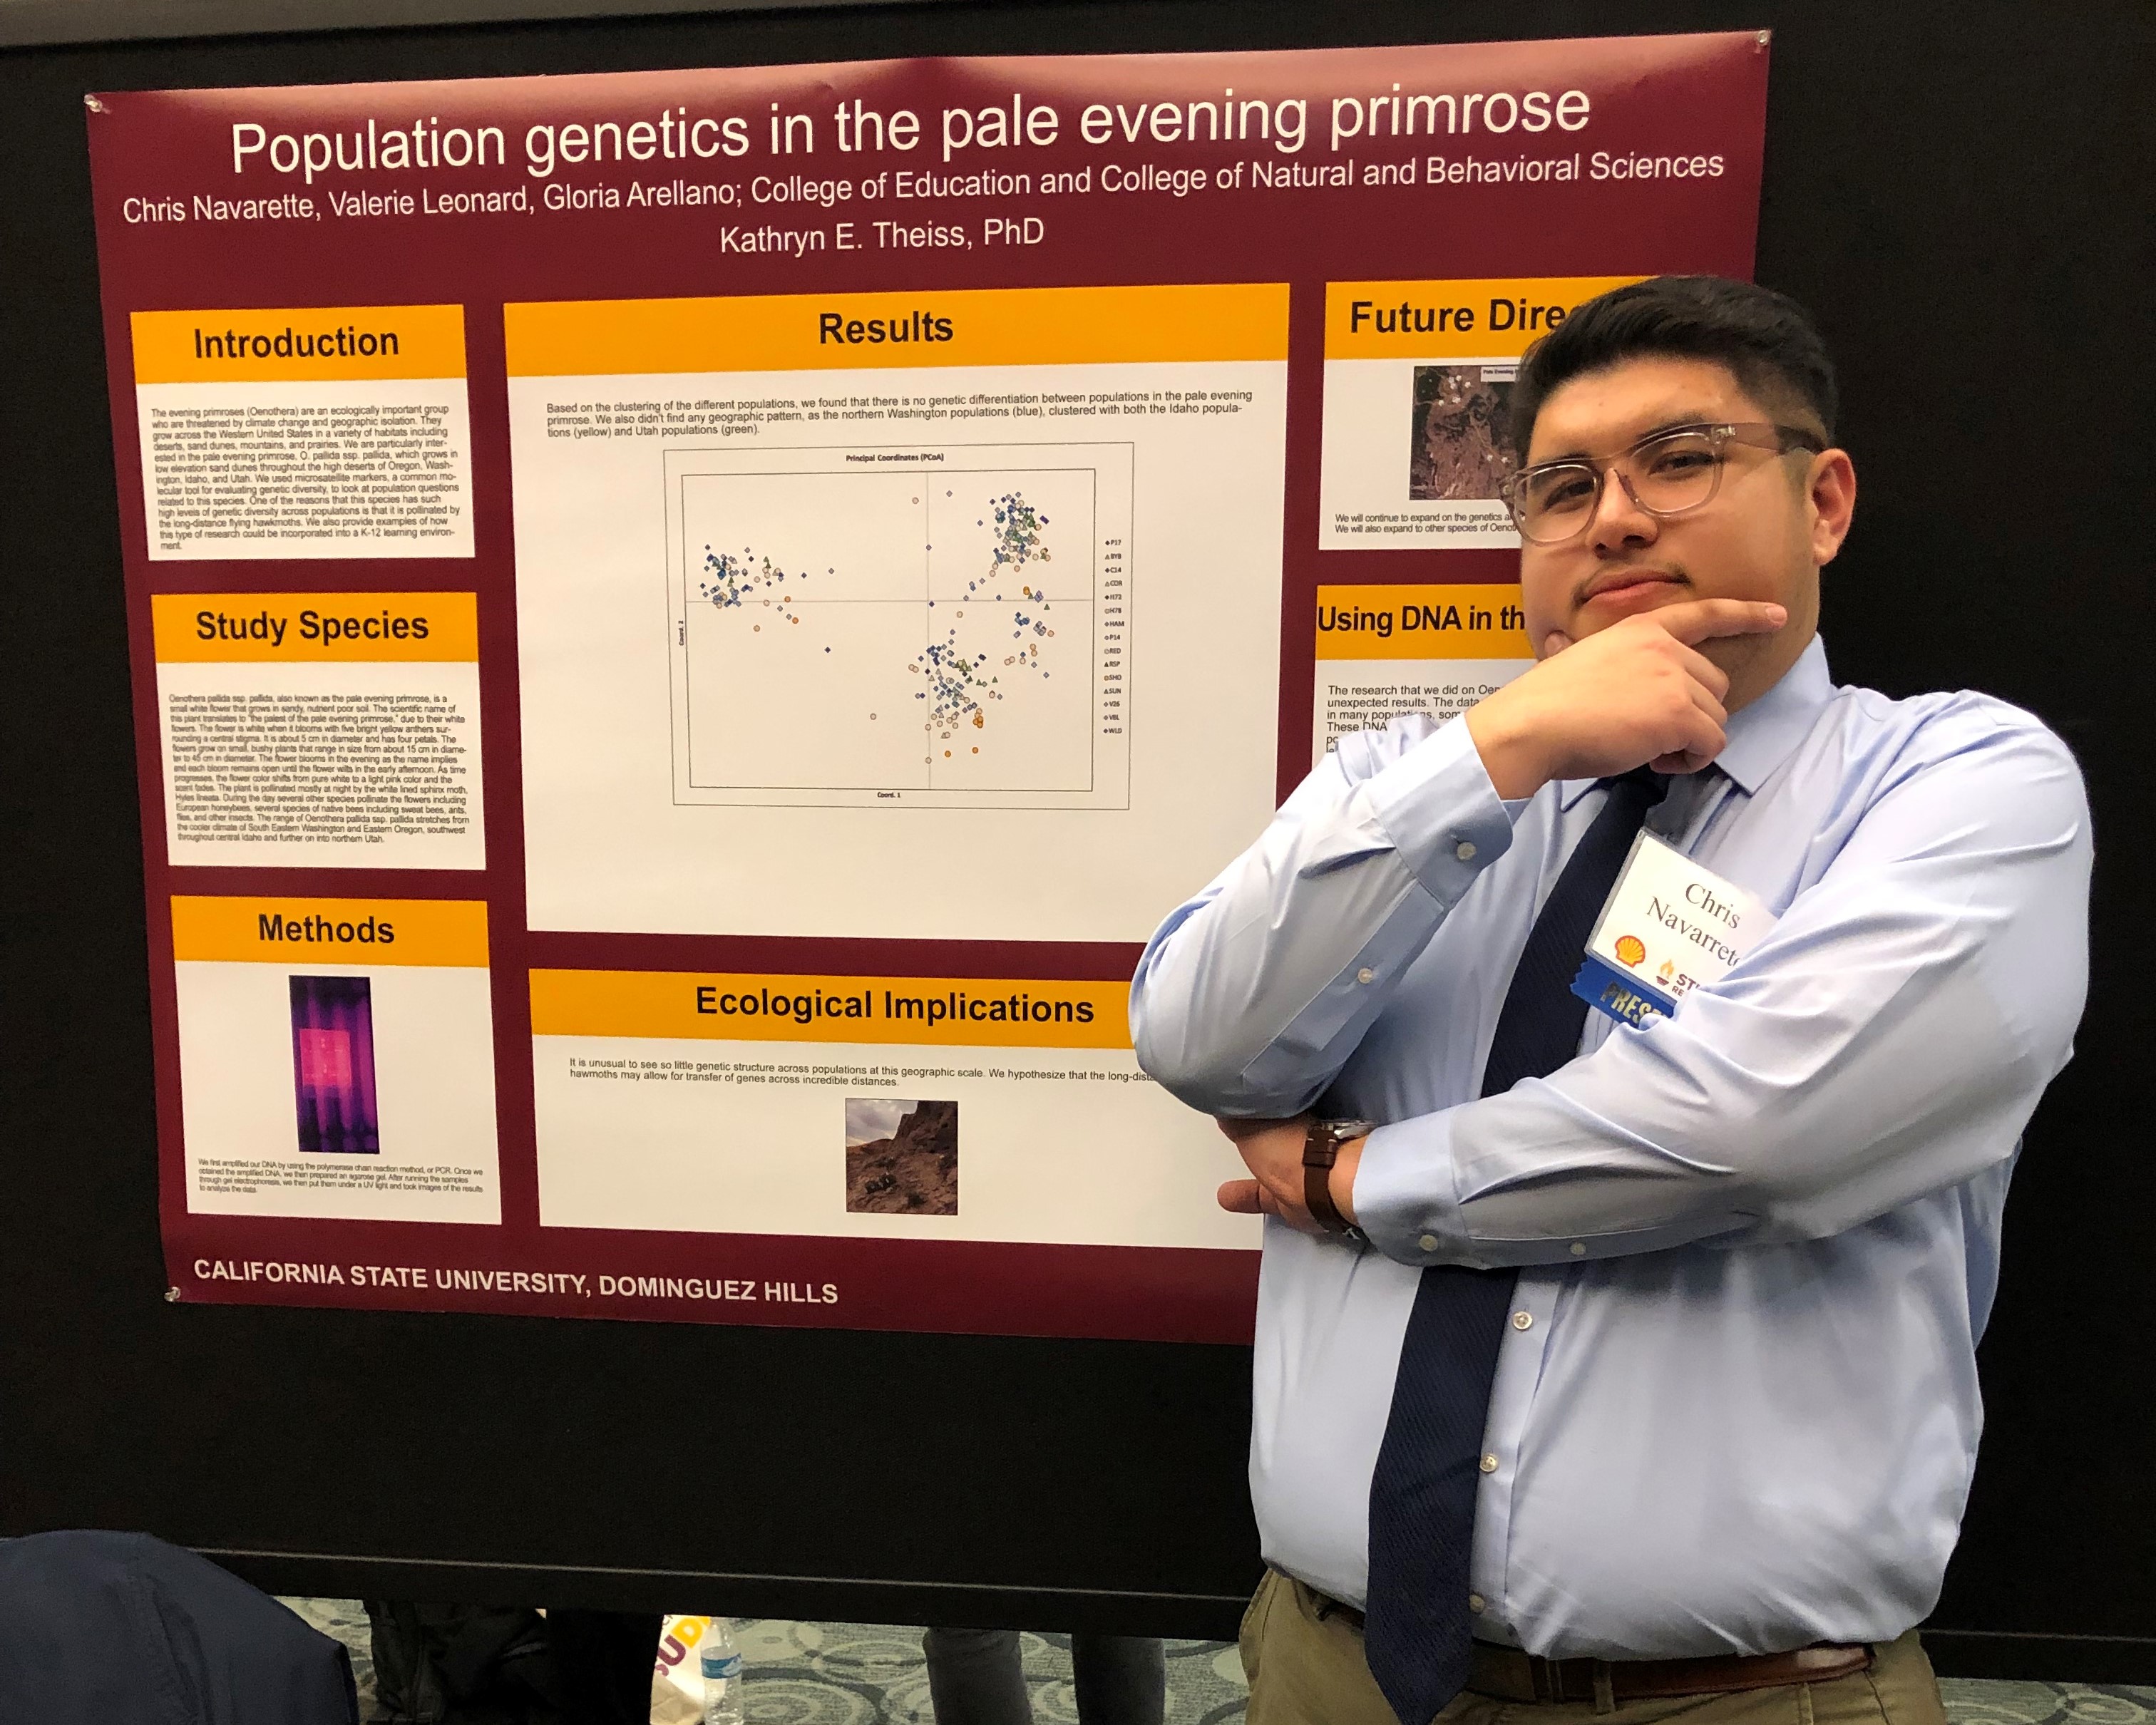 Population genetics in the pale evening primrose
Chris Navarette, Valerie Leonard, Gloria Arellano; College of Education and College of Natural and Behavioral Sciences
Kathryn E. Theiss, PhD
Introduction
The evening primroses (Oenothera) are an ecologically important group
who are threatened by climate change and geographic isolation. They
grow across the Western United States in a variety of habitats including
deserts, sand dunes, mountains, and prairies. We are particularly inter-
ested in the pale evening primrose, O. pallida ssp. pallida, which grows in
low elevation sand dunes throughout the high deserts of Oregon, Wash-
ington, Idaho, and Utah. We used microsatellite markers, a common mo-
lecular tool for evaluating genetic diversity, to look at population questions
related to this species. One of the reasons that this species has such
high levels of genetic diversity across populations is that it is pollinated by
the long-distance flying hawkmoths. We also provide examples of how
this type of research could be incorporated into a K-12 learning environ-
ment.
Study Species
Oenothera pallida ssp. pallida, also known as the pale evening primrose, is a
small white flower that grows in sandy, nutrient poor soil. The scientific name of
this plant translates to "the palest of the pale evening primrose," due to their white
flowers. The flower is white when it blooms with five bright yellow anthers sur-
rounding a central stigma. It is about 5 cm in diameter and has four petals. The
flowers grow on small, bushy plants that range in size from about 15 cm in diame-
ter to 45 cm in diameter. The flower blooms in the evening as the name implies
and each bloom remains open until the flower wilts in the early afternoon. As time
progresses, the flower color shifts from pure white to a light pink color and the
scent fades. The plant is pollinated mostly at night by the white lined sphinx moth,
Hyles lineata. During the day several other species pollinate the flowers including
European honeybees, several species of native bees including sweat bees, ants,
flies, and other insects. The range of Oenothera pallida ssp. pallida stretches from
the cooler climate of South Eastern Washington and Eastern Oregon, southwest
throughout central Idaho and further on into northern Utah.
Methods
We first amplified our DNA by using the polymerase chain reaction method, or PCR. Once we
obtained the amplified DNA, we then prepared an agarose gel. After running the samples
through gel electrophoresis, we then put them under a UV light and took images of the results
to analyze the data.
Results
Based on the clustering of the different populations, we found that there is no genetic differentiation between populations in the pale evening
primrose. We also didn't find any geographic pattern, as the northern Washington populations (blue), clustered with both the Idaho popula-
tions (yellow) and Utah populations (green).
Principal Coordinates (PCoA)
Coord. 2
Coord. 1
P17
BYB
C14
COR
H72
H78
HAM
P14
RED
RSP
SHO
SUN
V26
VBL
WLD
Ecological Implications
It is unusual to see so little genetic structure across populations at this geographic scale. We hypothesize that the long-dist
hawmoths may allow for transfer of genes across incredible distances.
Future Dire
Pale Evening
We will continue to expand on the genetics a
We will also expand to other species of Oenot
Using DNA in th
The research that we did on Oen
unexpected results. The data
in many populations, som
These DNA
CALIFORNIA STATE UNIVERSITY, DOMINGUEZ HILLS
Chris
Navarrete
ST
RE
PRESE